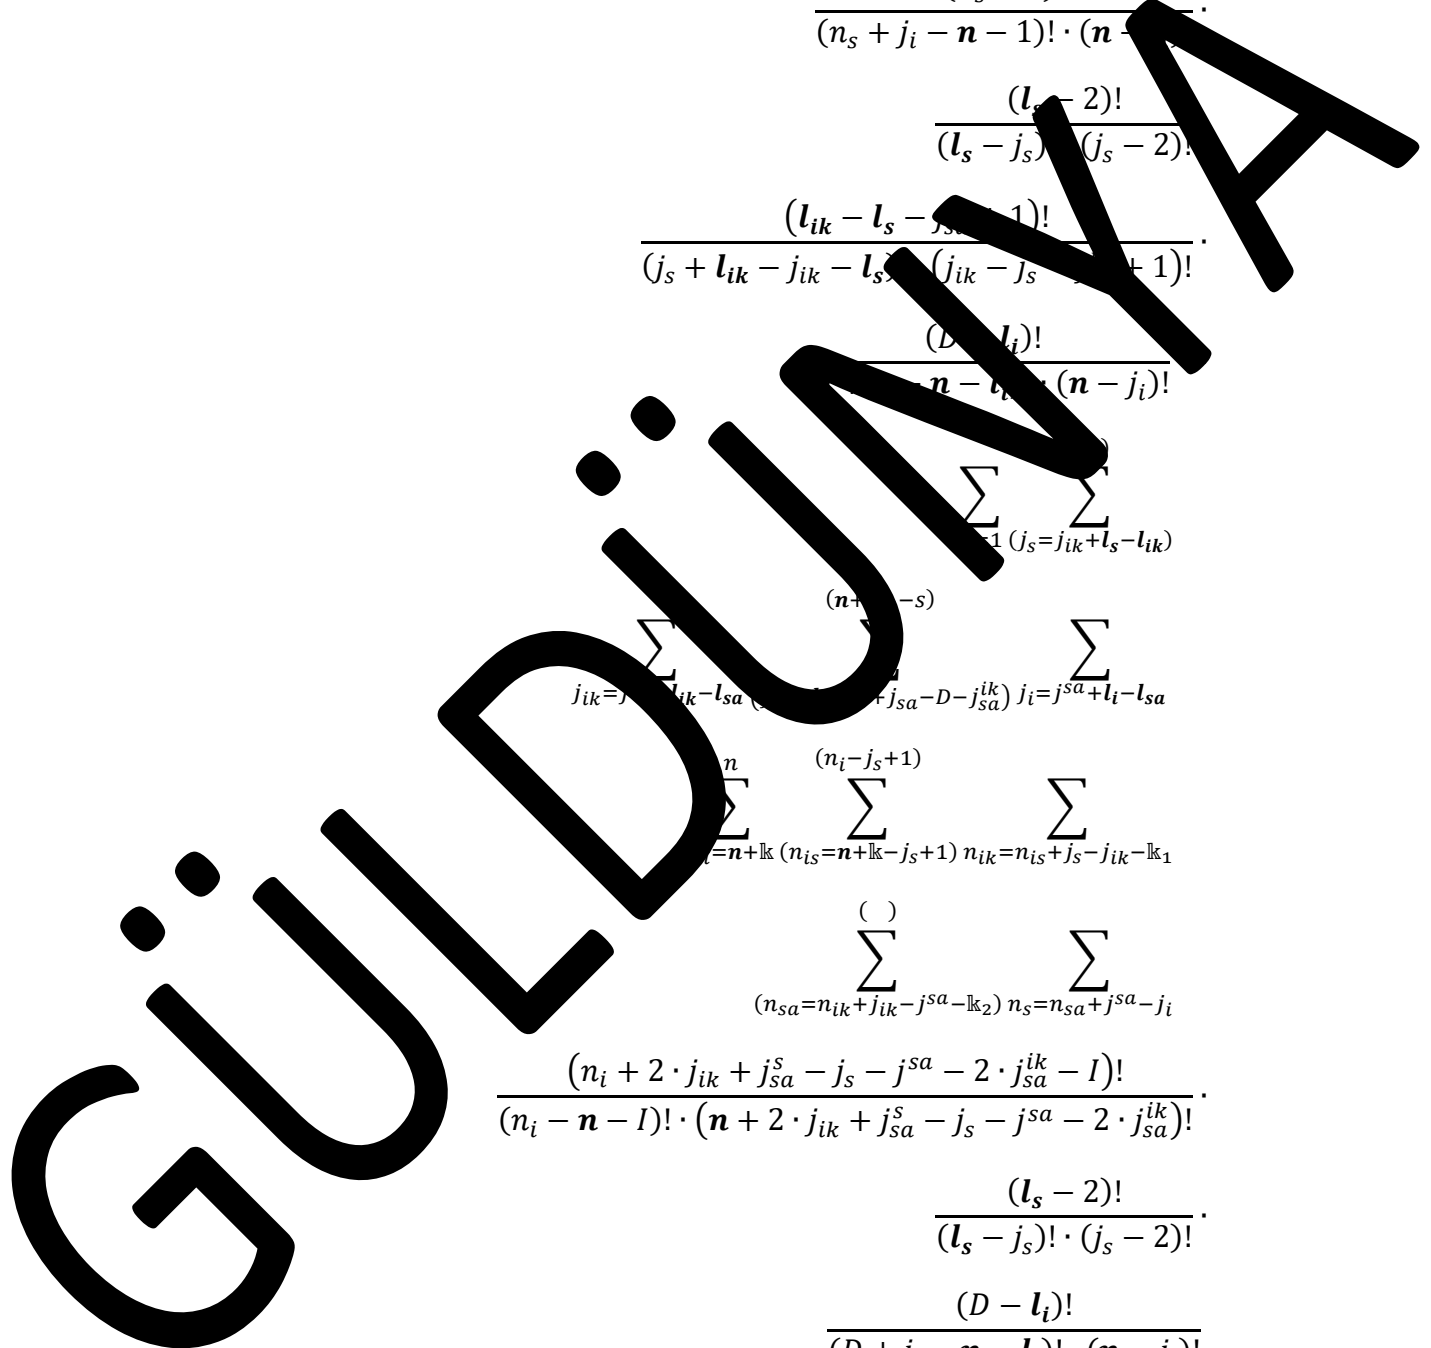 (n_s + j_i − n − 1)! · (n
(l_s − 2)!
(l_s − j_s) (j_s − 2)!
(l_ik − l_s − 1)!
(j_s + l_ik − j_ik − l_s) (j_ik − j_s + 1)! ·
(D l_i)!
n − l_i · (n − j_i)!
∑ ∑
=1 (j_s=j_ik+l_s−l_ik)
(n+ −s)
∑ ∑ ∑
j_ik= l_ik−l_sa +j_sa−D−j_sa^ik) j_i=j^sa+l_i−l_sa
n (n_i−j_s+1)
∑ ∑ ∑
=n+𝕜 (n_is=n+𝕜−j_s+1) n_ik=n_is+j_s−j_ik−𝕜_1
( )
∑ ∑
(n_sa=n_ik+j_ik−j^sa−𝕜_2) n_s=n_sa+j^sa−j_i
(n_i + 2 · j_ik + j_sa^s − j_s − j^sa − 2 · j_sa^ik − I)!
(n_i − n − I)! · (n + 2 · j_ik + j_sa^s − j_s − j^sa − 2 · j_sa^ik)! ·
(l_s − 2)!
(l_s − j_s)! · (j_s − 2)! ·
(D − l_i)!
GÜLDÜNYA